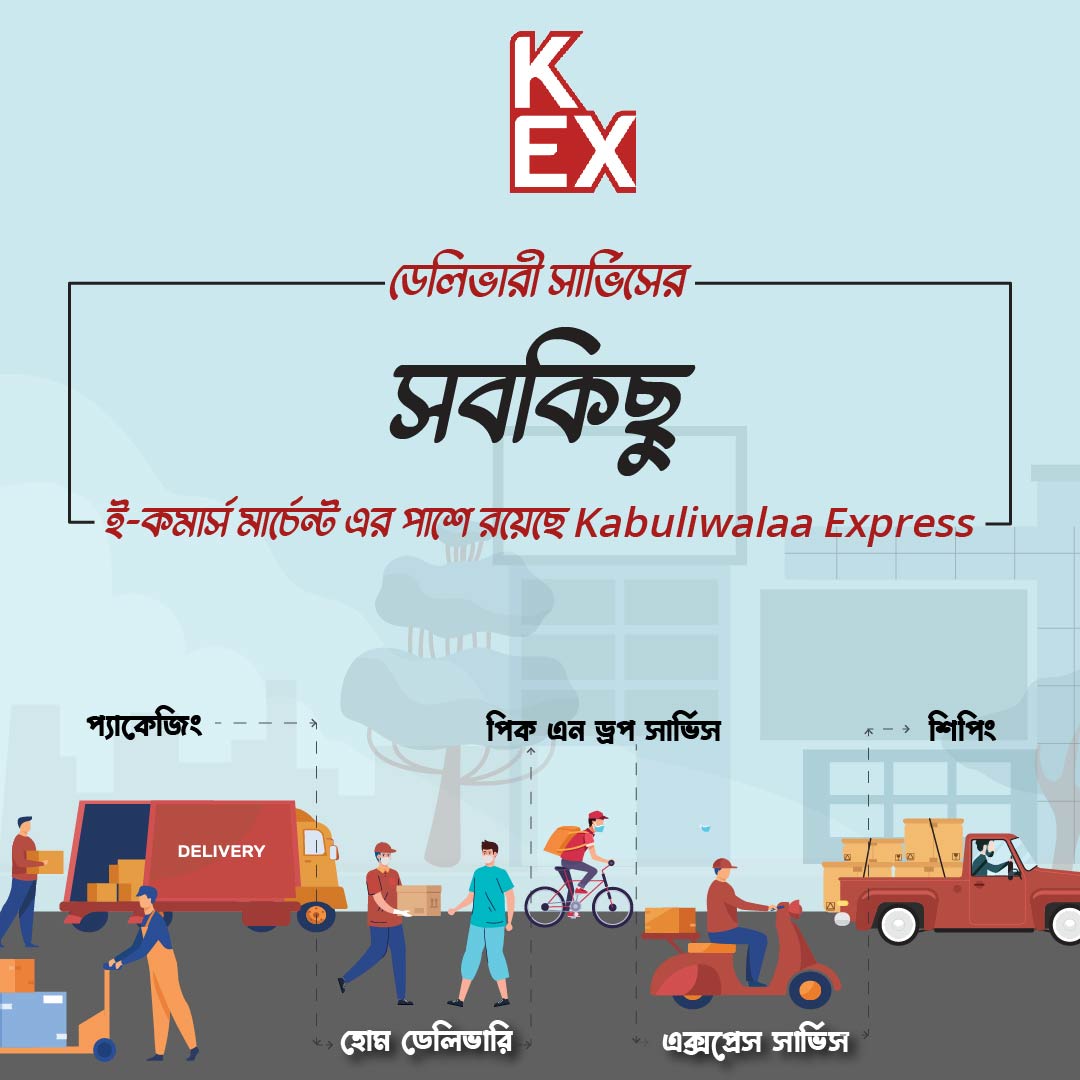 K
EX
ডেলিভারী সার্ভিসের
সবকিছু
ই-কমার্স মার্চেন্ট এর পাশে রয়েছে Kabuliwalaa Express
প্যাকেজিং
পিক এন ড্রপ সার্ভিস
শিপিং
DELIVERY
হোম ডেলিভারি
এক্সপ্রেস সার্ভিস